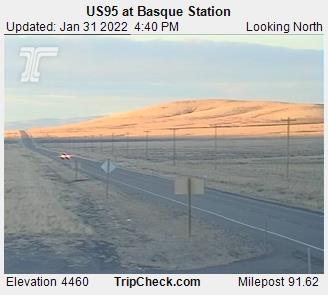 US95 at Basque Station
Updated: Jan 31 2022 4:40 PM Looking North
Elevation 4460 TripCheck.com Milepost 91.62